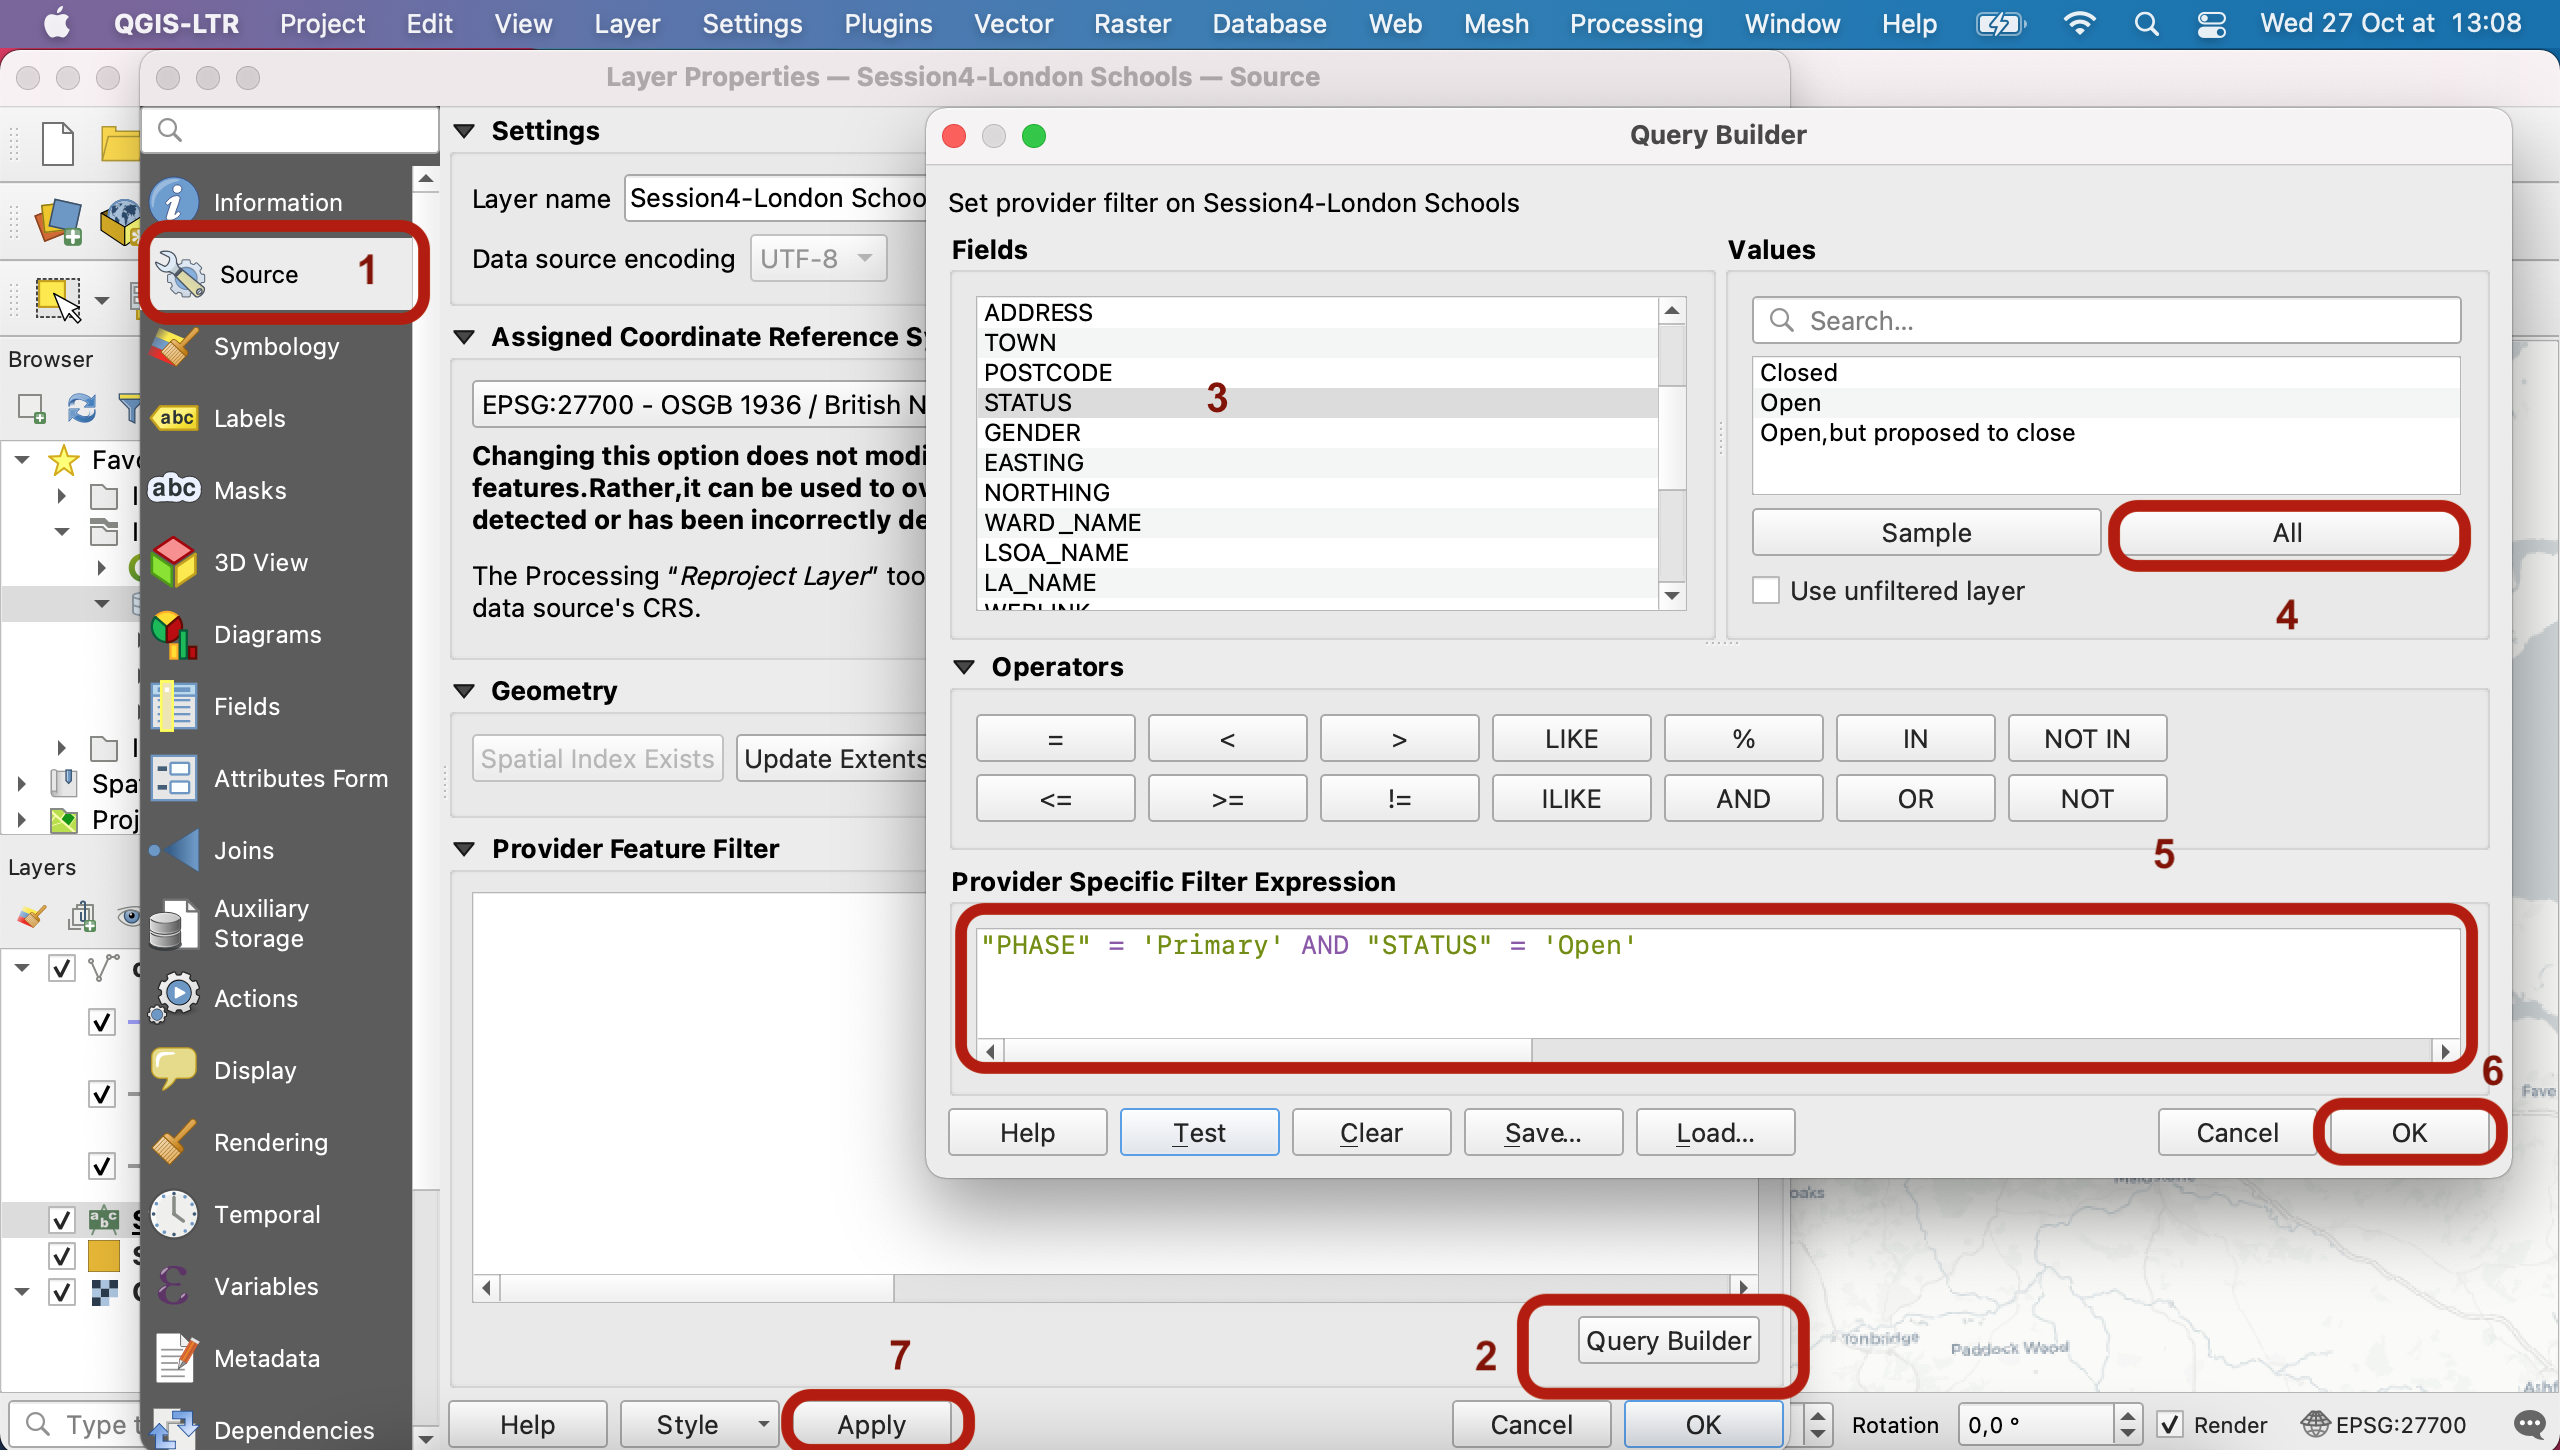 QGIS-LTR Project Edit View Layer Settings Plugins Vector Raster Database Web Mesh Processing Window Help Wed 27 Oct at 13:08
Layer Properties — Session4-London Schools — Source
Information
Source 1
Symbology
Labels
Masks
3D View
Diagrams
Fields
Attributes Form
Joins
Auxiliary
Storage
Actions
Display
Rendering
Temporal
Variables
Metadata
Dependencies
Browser
Layers
Settings
Layer name Session4-London Schoo
Data source encoding UTF-8
Assigned Coordinate Reference S
EPSG:27700 - OSGB 1936 / British N
Changing this option does not modi
features.Rather,it can be used to ov
detected or has been incorrectly de
The Processing "Reproject Layer" too
data source's CRS.
Geometry
Spatial Index Exists Update Extents
Provider Feature Filter
2 Query Builder
7
Help Style Apply Cancel OK
Query Builder
Set provider filter on Session4-London Schools
Fields
ADDRESS
TOWN
POSTCODE
STATUS 3
GENDER
EASTING
NORTHING
WARD_NAME
LSOA_NAME
LA_NAME
WEBLINK
Values
Search...
Closed
Open
Open,but proposed to close
Sample All
Use unfiltered layer
4
Operators
= < > LIKE % IN NOT IN
<= >= != ILIKE AND OR NOT
5
Provider Specific Filter Expression
"PHASE" = 'Primary' AND "STATUS" = 'Open'
6
Help Test Clear Save... Load... Cancel OK
Tonbridge
Paddock Wood
Rotation 0,0 ° Render EPSG:27700